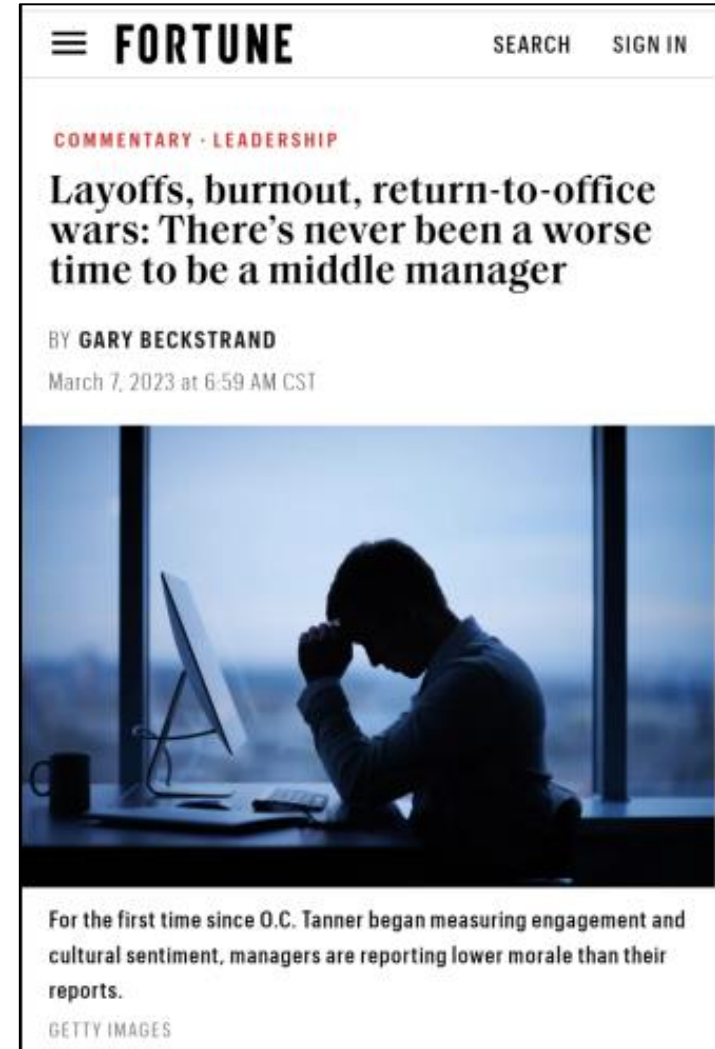 FORTUNE SEARCH SIGN IN
COMMENTARY · LEADERSHIP
Layoffs, burnout, return-to-office
wars: There’s never been a worse
time to be a middle manager
BY GARY BECKSTRAND
March 7, 2023 at 6:59 AM CST
For the first time since O.C. Tanner began measuring engagement and
cultural sentiment, managers are reporting lower morale than their
reports.
GETTY IMAGES